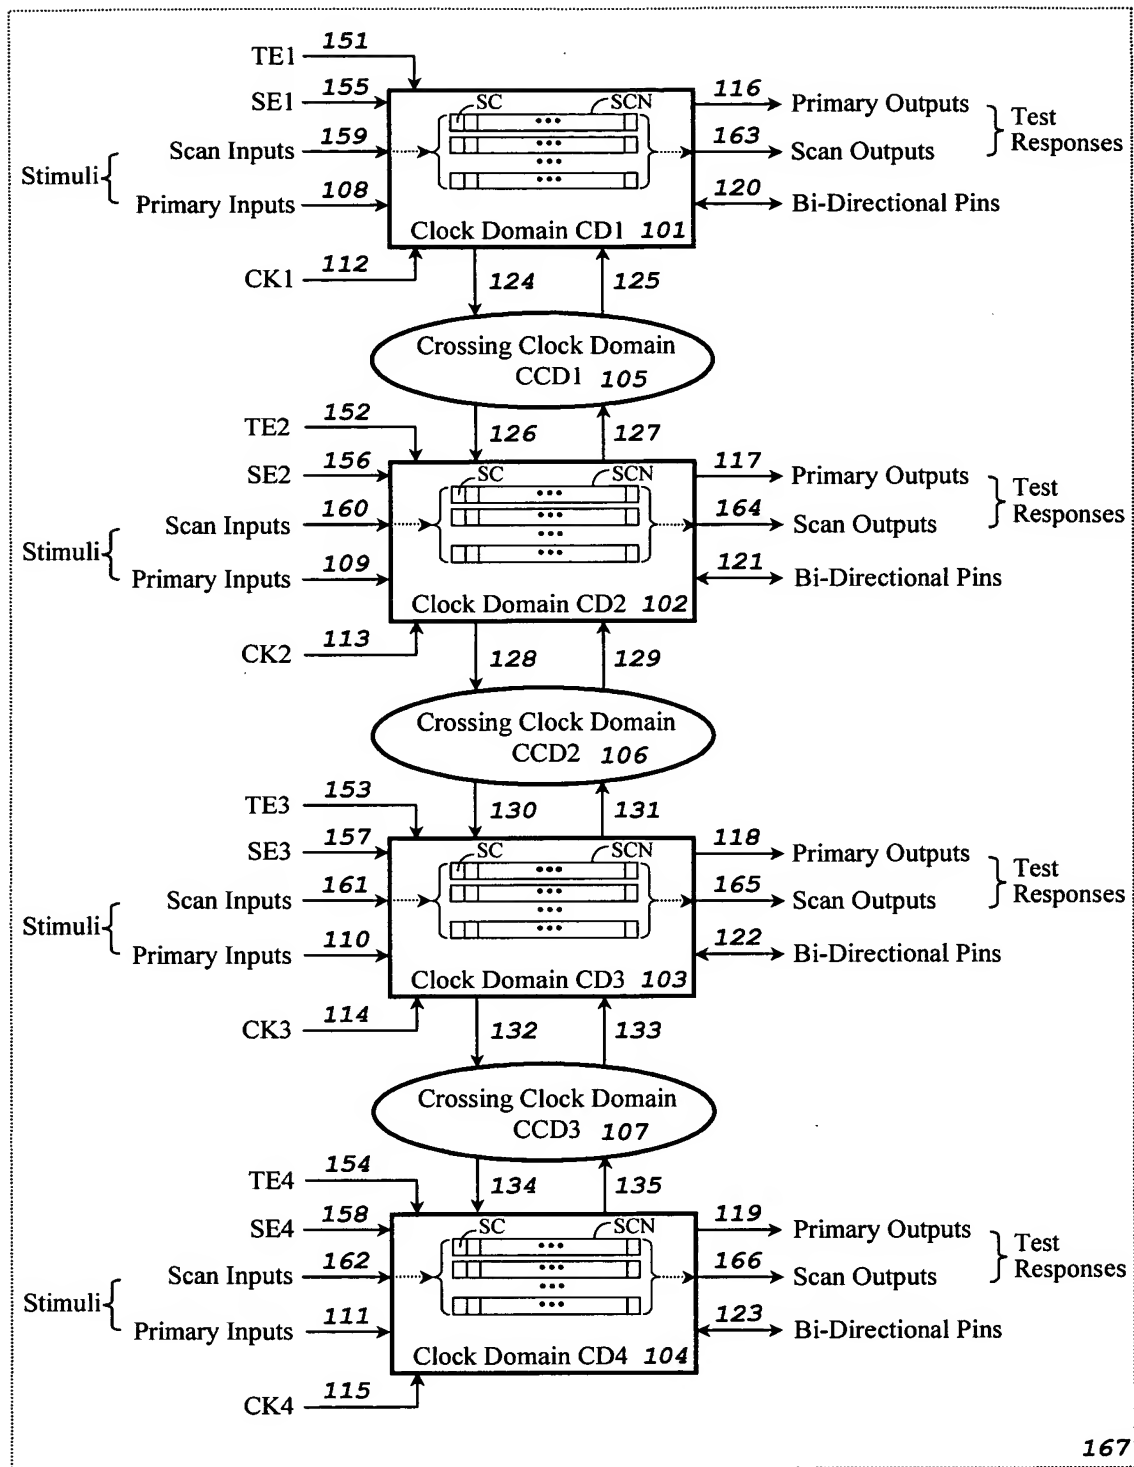 TE1 151
SE1 155
SC SCN
116 Primary Outputs
Stimuli
Scan Inputs 159
163 Scan Outputs
Test Responses
Primary Inputs 108
120 Bi-Directional Pins
Clock Domain CD1 101
CK1 112
124 125
Crossing Clock Domain
CCD1 105
TE2 152
126 127
SE2 156
SC SCN
117 Primary Outputs
Stimuli
Scan Inputs 160
164 Scan Outputs
Test Responses
Primary Inputs 109
121 Bi-Directional Pins
Clock Domain CD2 102
CK2 113
128 129
Crossing Clock Domain
CCD2 106
TE3 153
130 131
SE3 157
SC SCN
118 Primary Outputs
Stimuli
Scan Inputs 161
165 Scan Outputs
Test Responses
Primary Inputs 110
122 Bi-Directional Pins
Clock Domain CD3 103
CK3 114
132 133
Crossing Clock Domain
CCD3 107
TE4 154
134 135
SE4 158
SC SCN
119 Primary Outputs
Stimuli
Scan Inputs 162
166 Scan Outputs
Test Responses
Primary Inputs 111
123 Bi-Directional Pins
Clock Domain CD4 104
CK4 115
167